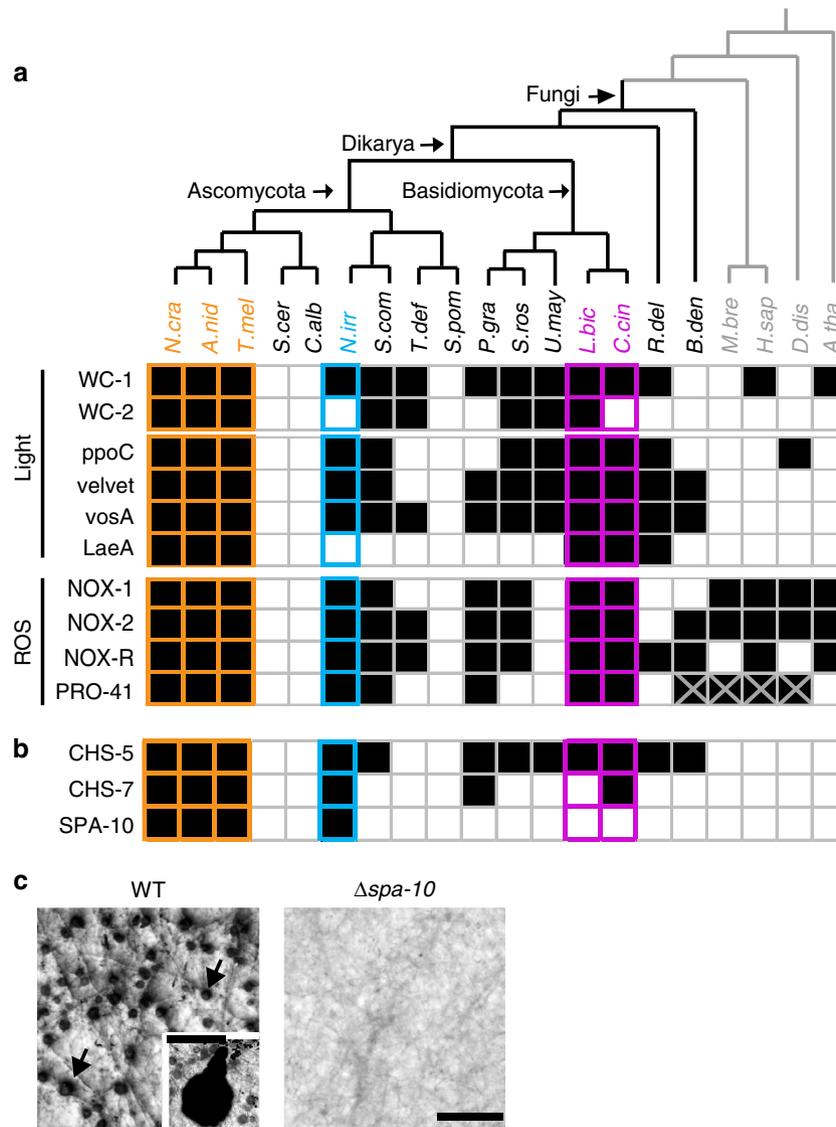 a
Fungi
Dikarya
Ascomycota
Basidiomycota
N.cra A.nid T.mel S.cer C.alb N.irr S.com T.def S.pom P.gra S.ros U.may L.bic C.cin R.del B.den M.bre H.sap D.dis A.tha
Light
WC-1
WC-2
ppoC
velvet
vosA
LaeA
ROS
NOX-1
NOX-2
NOX-R
PRO-41
b
CHS-5
CHS-7
SPA-10
c
WT
Δspa-10